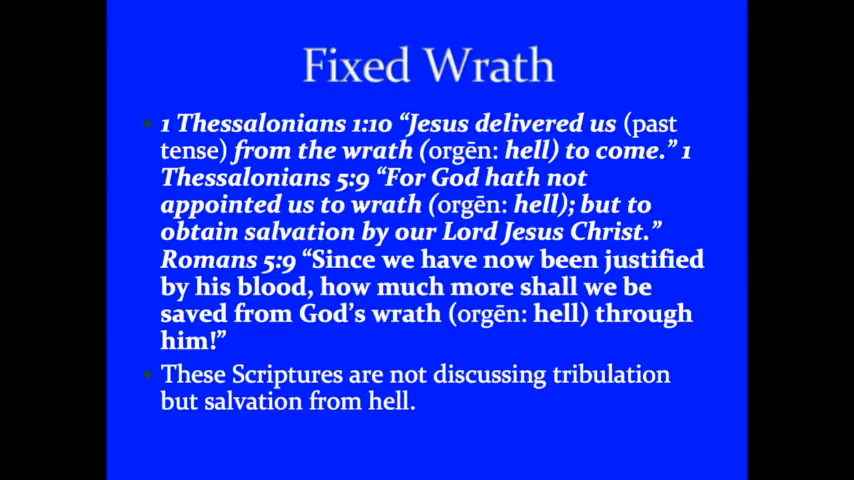 Fixed Wrath
• 1 Thessalonians 1:10 “Jesus delivered us (past
tense) from the wrath (orgēn: hell) to come.” 1
Thessalonians 5:9 “For God hath not
appointed us to wrath (orgēn: hell); but to
obtain salvation by our Lord Jesus Christ.”
Romans 5:9 “Since we have now been justified
by his blood, how much more shall we be
saved from God’s wrath (orgēn: hell) through
him!”
• These Scriptures are not discussing tribulation
but salvation from hell.